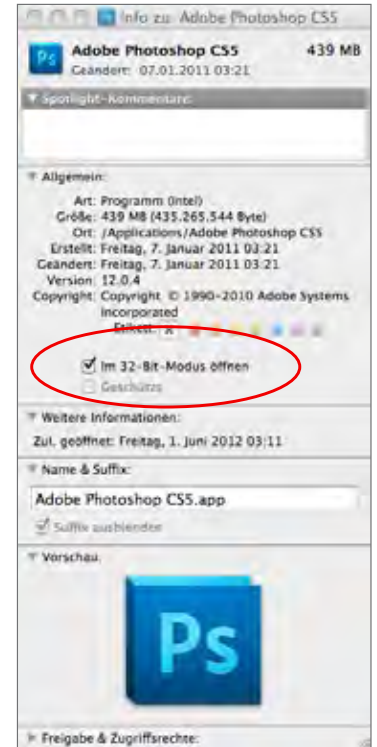 Info zu: Adobe Photoshop CS5
Ps
Adobe Photoshop CS5 439 MB
Geändert: 07.01.2011 03:21
Spotlight-Kommentare:
Allgemein:
Art: Programm (Intel)
Größe: 439 MB (435.265.544 Byte)
Ort: /Applications/Adobe Photoshop CS5
Erstellt: Freitag, 7. Januar 2011 03:21
Geändert: Freitag, 7. Januar 2011 03:21
Version: 12.0.4
Copyright: Copyright © 1990-2010 Adobe Systems
Incorporated
Etikett:
Im 32-Bit-Modus öffnen
Geschützt
Weitere Informationen:
Zul. geöffnet: Freitag, 1. Juni 2012 03:11
Name & Suffix:
Adobe Photoshop CS5.app
Suffix ausblenden
Vorschau:
Ps
Freigabe & Zugriffsrechte: